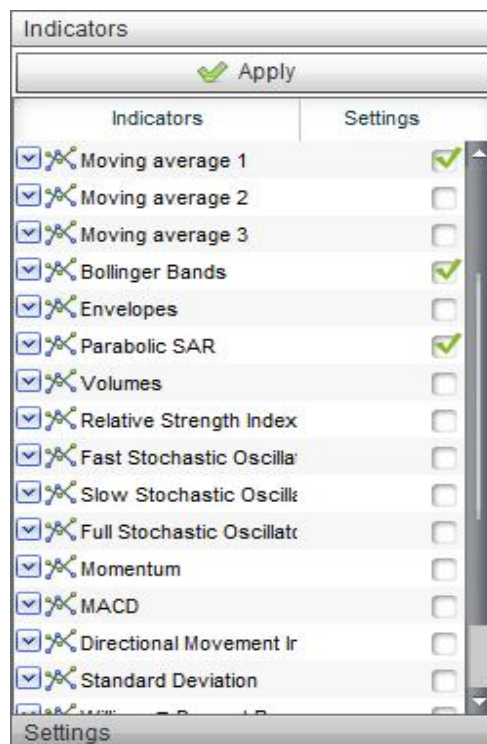 Indicators
Apply
Indicators Settings
Moving average 1
Moving average 2
Moving average 3
Bollinger Bands
Envelopes
Parabolic SAR
Volumes
Relative Strength Index
Fast Stochastic Oscilla
Slow Stochastic Oscilla
Full Stochastic Oscillato
Momentum
MACD
Directional Movement Ir
Standard Deviation
Settings